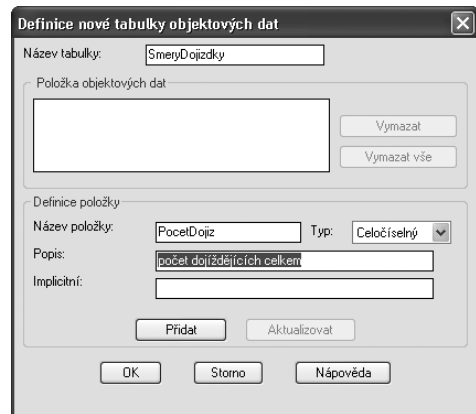 Definice nové tabulky objektových dat
Název tabulky: SmeryDojizdky
Položka objektových dat
Vymazat
Vymazat vše
Definice položky
Název položky: PocetDojiz Typ: Celočíselný
Popis: počet dojíždějících celkem
Implicitní:
Přidat Aktualizovat
OK Storno Nápověda